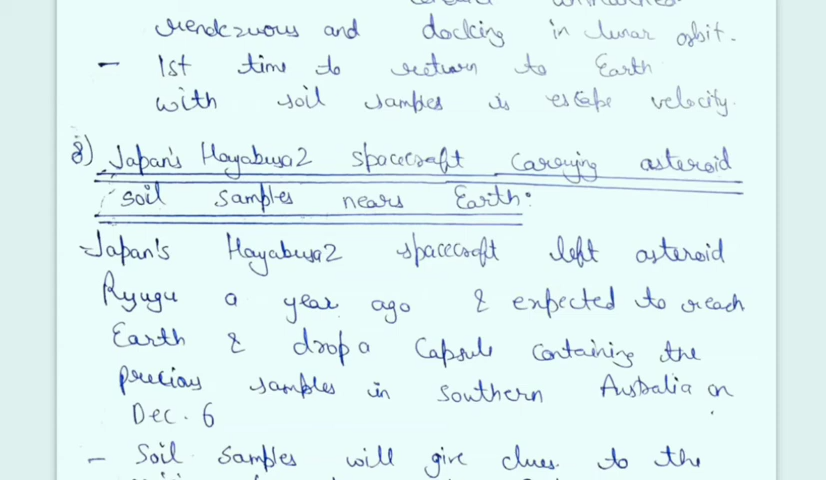 rendezvous and docking in lunar orbit.
- 1st time to return to Earth
with soil samples is escape velocity.
8) Japan's Hayabusa2 spacecraft carrying asteroid
soil samples nears Earth:
- Japan's Hayabusa2 spacecraft left asteroid
Ryugu a year ago & expected to reach
Earth & drop a Capsule containing the
precious samples in southern Australia on
Dec. 6
- Soil samples will give clues to the